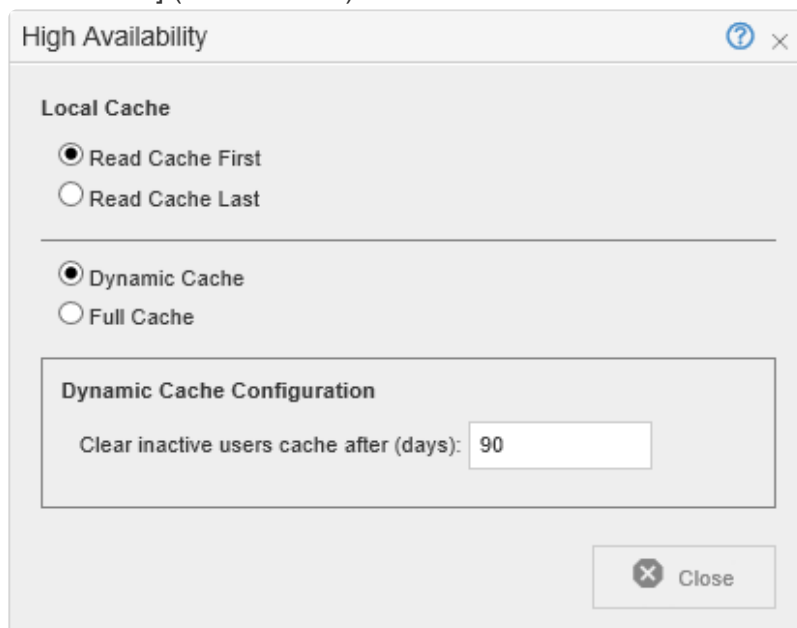 High Availability
Local Cache
Read Cache First
Read Cache Last
Dynamic Cache
Full Cache
Dynamic Cache Configuration
Clear inactive users cache after (days): 90
Close